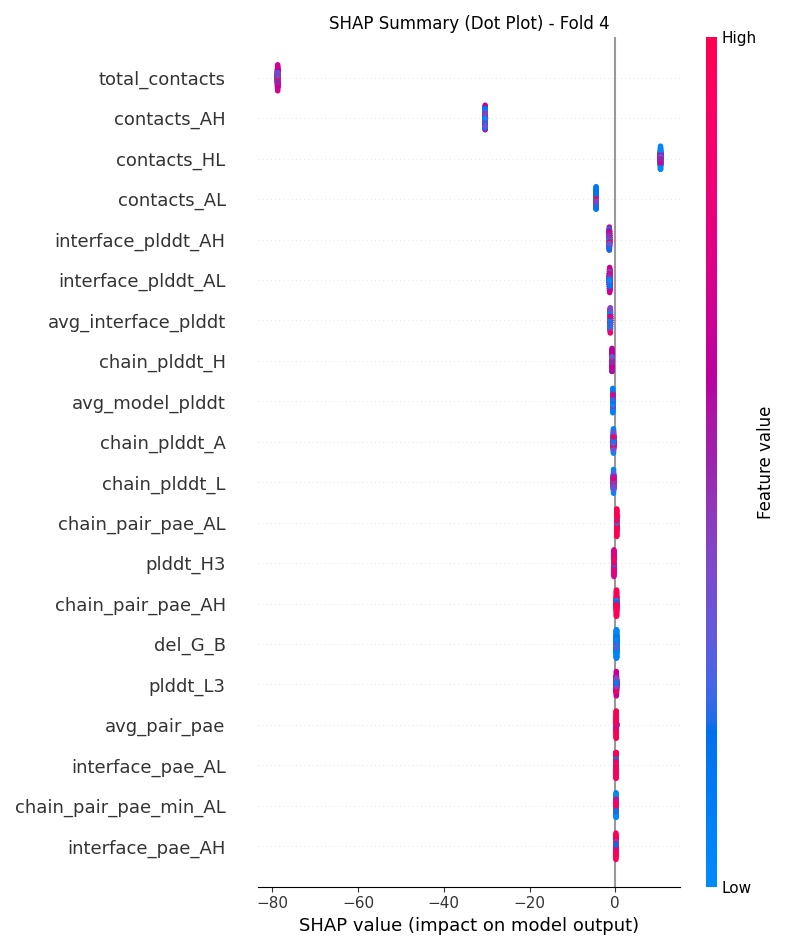 SHAP Summary (Dot Plot) - Fold 4
High
total_contacts
contacts_AH
contacts_HL
contacts_AL
interface_plddt_AH
interface_plddt_AL
avg_interface_plddt
chain_plddt_H
avg_model_plddt
chain_plddt_A
chain_plddt_L
chain_pair_pae_AL
plddt_H3
chain_pair_pae_AH
del_G_B
plddt_L3
avg_pair_pae
interface_pae_AL
chain_pair_pae_min_AL
interface_pae_AH
Feature value
Low
−80 −60 −40 −20 0
SHAP value (impact on model output)